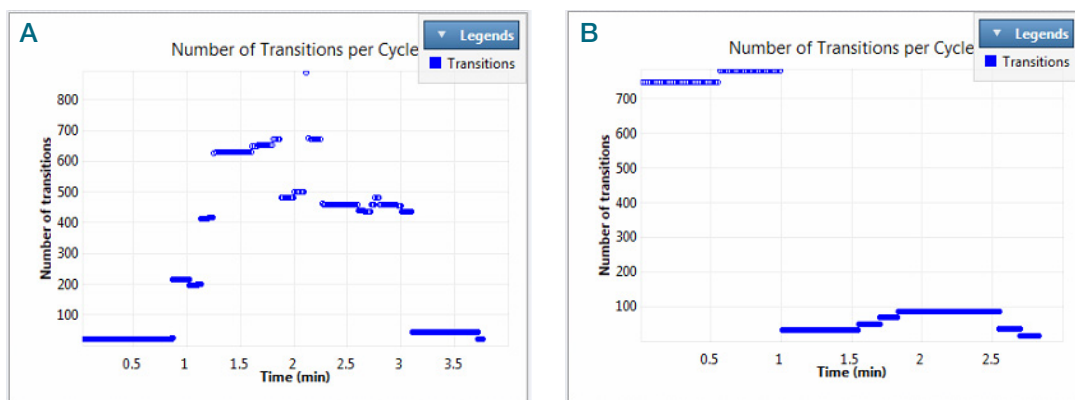 A
Number of Transitions per Cycle
▼ Legends
Transitions
Number of transitions
800
700
600
500
400
300
200
100
0.5 1 1.5 2 2.5 3 3.5
Time (min)
B
Number of Transitions per Cycle
▼ Legends
Transitions
Number of transitions
700
600
500
400
300
200
100
0.5 1 1.5 2 2.5
Time (min)